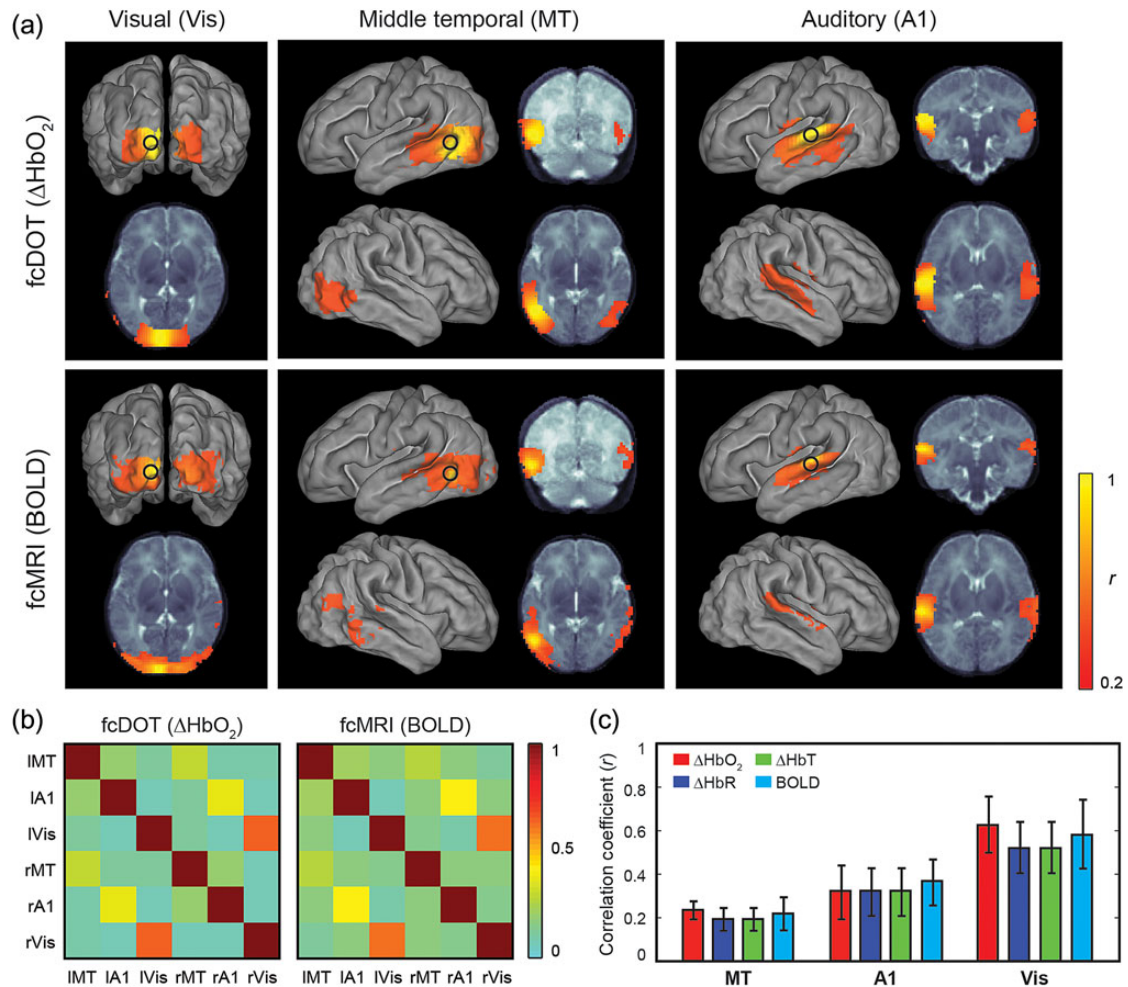 (a)
Visual (Vis)
Middle temporal (MT)
Auditory (A1)
fcDOT (ΔHbO₂)
fcMRI (BOLD)
1
r
0.2
(b)
fcDOT (ΔHbO₂)
fcMRI (BOLD)
lMT
lA1
lVis
rMT
rA1
rVis
lMT lA1 lVis rMT rA1 rVis
lMT lA1 lVis rMT rA1 rVis
1
0.5
0
(c)
Correlation coefficient (r)
1
0.8
0.6
0.4
0.2
0
ΔHbO₂
ΔHbT
ΔHbR
BOLD
MT A1 Vis